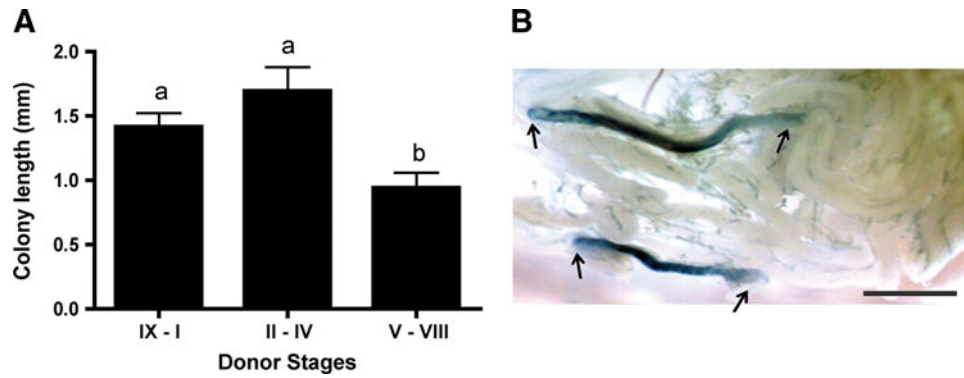 A
B
Colony length (mm)
2.0
1.5
1.0
0.5
0.0
a
a
b
IX - I
II - IV
V - VIII
Donor Stages